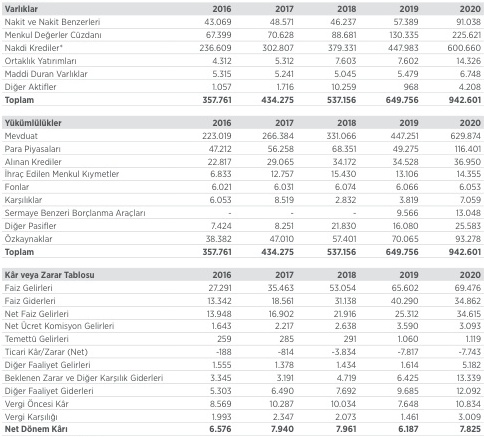 Varlıklar 2016 2017 2018 2019 2020
Nakit ve Nakit Benzerleri 43.069 48.571 46.237 57.389 91.038
Menkul Değerler Cüzdanı 67.399 70.628 88.681 130.335 225.621
Nakdi Krediler* 236.609 302.807 379.331 447.983 600.660
Ortaklık Yatırımları 4.312 5.312 7.603 7.602 14.326
Maddi Duran Varlıklar 5.315 5.241 5.045 5.479 6.748
Diğer Aktifler 1.057 1.716 10.259 968 4.208
Toplam 357.761 434.275 537.156 649.756 942.601
Yükümlülükler 2016 2017 2018 2019 2020
Mevduat 223.019 266.384 331.066 447.251 629.874
Para Piyasaları 47.212 56.258 68.351 49.275 116.401
Alınan Krediler 22.817 29.065 34.172 34.528 36.950
İhraç Edilen Menkul Kıymetler 6.833 12.757 15.430 13.106 14.355
Fonlar 6.021 6.031 6.074 6.066 6.053
Karşılıklar 6.053 8.519 2.832 3.819 7.059
Sermaye Benzeri Borçlanma Araçları - - - 9.566 13.048
Diğer Pasifler 7.424 8.251 21.830 16.080 25.583
Özkaynaklar 38.382 47.010 57.401 70.065 93.278
Toplam 357.761 434.275 537.156 649.756 942.601
Kâr veya Zarar Tablosu 2016 2017 2018 2019 2020
Faiz Gelirleri 27.291 35.463 53.054 65.602 69.476
Faiz Giderleri 13.342 18.561 31.138 40.290 34.862
Net Faiz Gelirleri 13.948 16.902 21.916 25.312 34.615
Net Ücret Komisyon Gelirleri 1.643 2.217 2.638 3.590 3.093
Temettü Gelirleri 259 285 291 1.060 1.119
Ticari Kâr/Zarar (Net) -188 -814 -3.834 -7.817 -7.743
Diğer Faaliyet Gelirleri 1.555 1.378 1.434 1.614 5.182
Beklenen Zarar ve Diğer Karşılık Giderleri 3.345 3.191 4.719 6.425 13.339
Diğer Faaliyet Giderleri 5.303 6.490 7.692 9.685 12.092
Vergi Öncesi Kâr 8.569 10.287 10.034 7.648 10.834
Vergi Karşılığı 1.993 2.347 2.073 1.461 3.009
Net Dönem Kârı 6.576 7.940 7.961 6.187 7.825